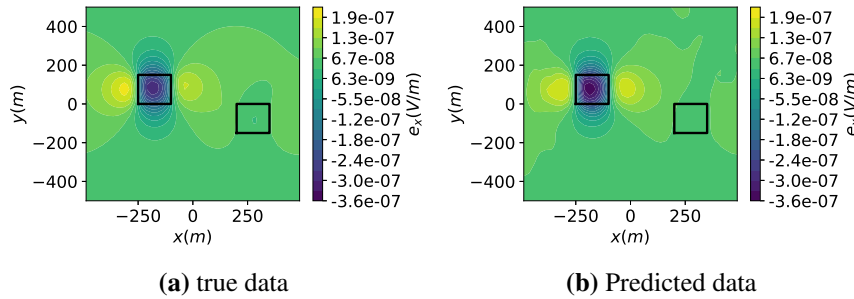 400
200
0
−200
−400
y(m)
−250
0
250
x(m)
1.9e-07
1.3e-07
6.7e-08
6.3e-09
-5.5e-08
-1.2e-07
-1.8e-07
-2.4e-07
-3.0e-07
-3.6e-07
e_x(V/m)
(a) true data
400
200
0
−200
−400
y(m)
−250
0
250
x(m)
1.9e-07
1.3e-07
6.7e-08
6.3e-09
-5.5e-08
-1.2e-07
-1.8e-07
-2.4e-07
-3.0e-07
-3.6e-07
(b) Predicted data